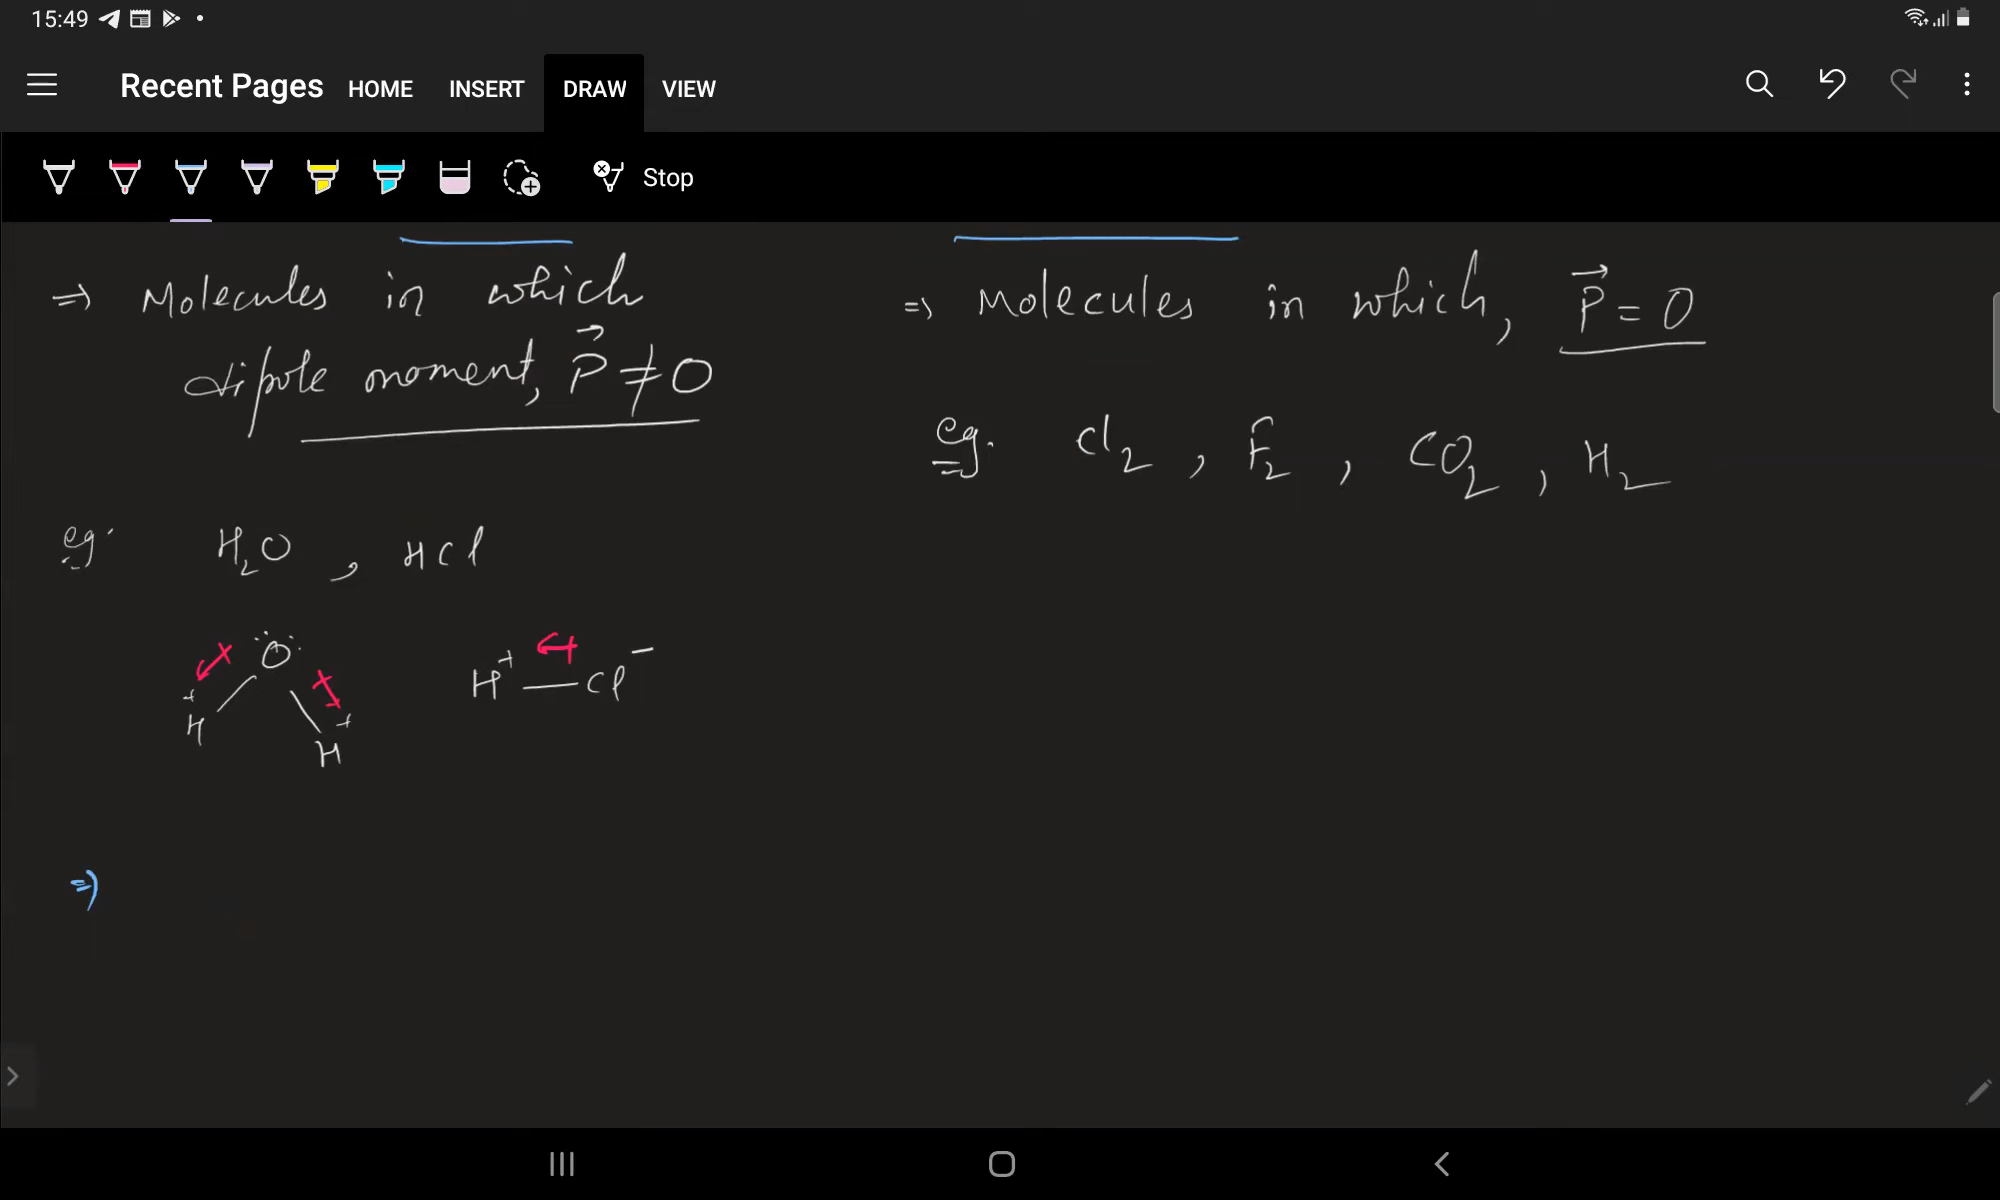 15:49
Recent Pages HOME INSERT DRAW VIEW
Stop
⇒ Molecules in which
dipole moment, P⃗ ≠ 0
eg. H₂O , HCl
O
+ +
H H
H⁺ — Cl⁻
⇒
⇒ Molecules in which, P⃗ = 0
eg. Cl₂ , F₂ , CO₂ , H₂